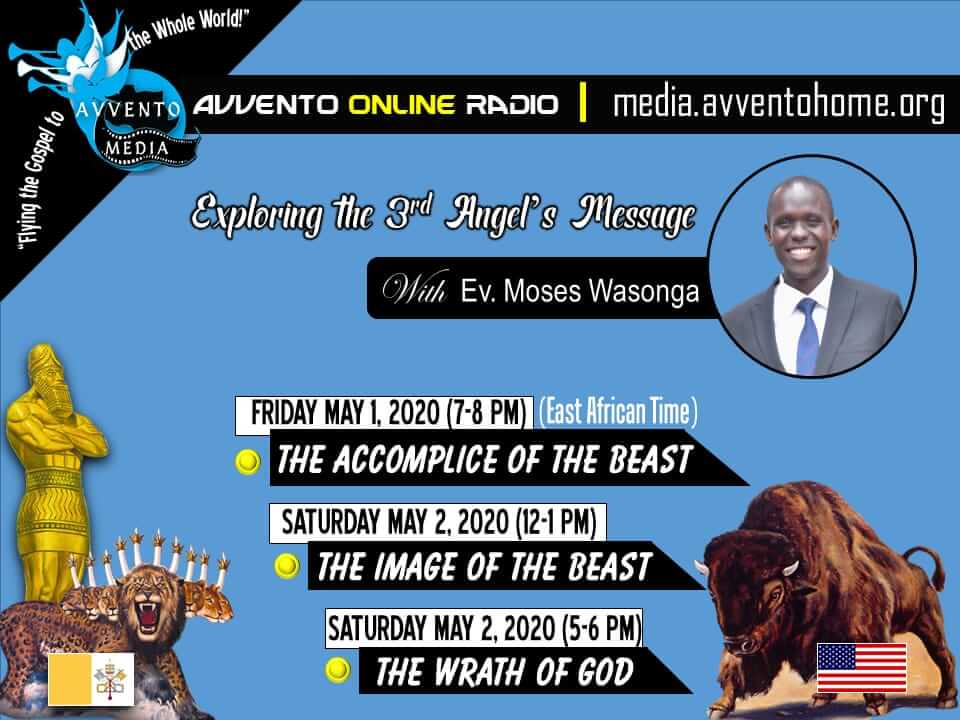 "Flying the Gospel to
the Whole World!"
AVVENTO
MEDIA
AVVENTO ONLINE RADIO | media.avventohome.org
Exploring the 3rd Angel's Message
With Ev. Moses Wasonga
FRIDAY MAY 1, 2020 (7-8 PM) (East African Time)
THE ACCOMPLICE OF THE BEAST
SATURDAY MAY 2, 2020 (12-1 PM)
THE IMAGE OF THE BEAST
SATURDAY MAY 2, 2020 (5-6 PM)
THE WRATH OF GOD